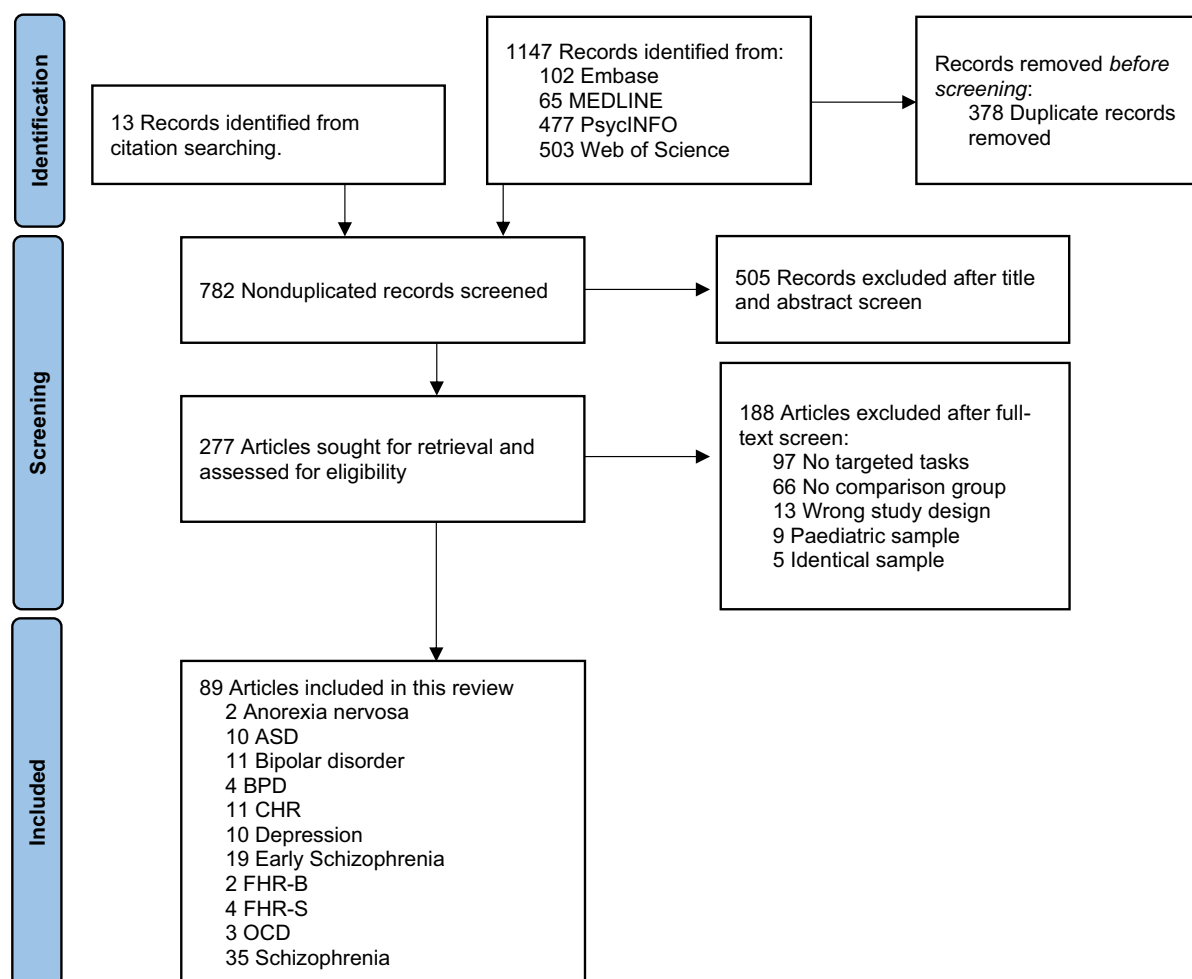 Identification
13 Records identified from
citation searching.
1147 Records identified from:
102 Embase
65 MEDLINE
477 PsycINFO
503 Web of Science
Records removed before
screening:
378 Duplicate records
removed
Screening
782 Nonduplicated records screened
505 Records excluded after title
and abstract screen
277 Articles sought for retrieval and
assessed for eligibility
188 Articles excluded after full-
text screen:
97 No targeted tasks
66 No comparison group
13 Wrong study design
9 Paediatric sample
5 Identical sample
Included
89 Articles included in this review
2 Anorexia nervosa
10 ASD
11 Bipolar disorder
4 BPD
11 CHR
10 Depression
19 Early Schizophrenia
2 FHR-B
4 FHR-S
3 OCD
35 Schizophrenia